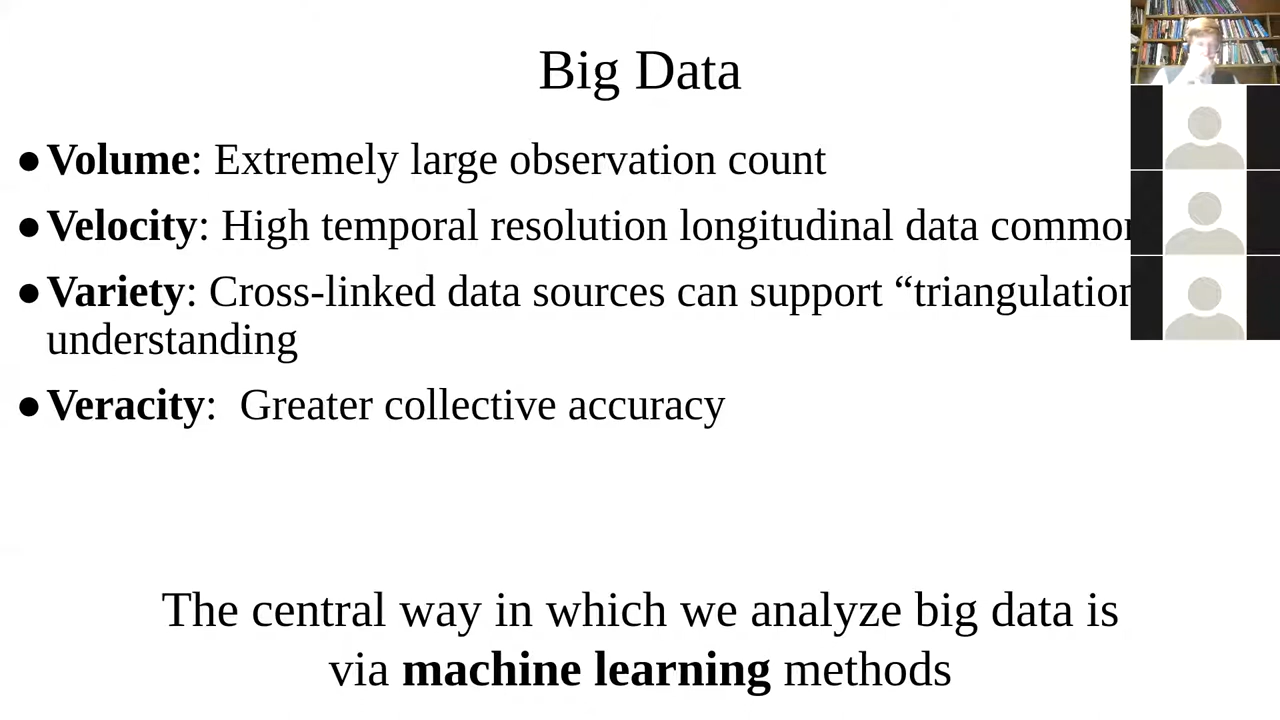 Big Data
● Volume: Extremely large observation count
● Velocity: High temporal resolution longitudinal data common
● Variety: Cross-linked data sources can support “triangulation
understanding
● Veracity:  Greater collective accuracy
The central way in which we analyze big data is
via machine learning methods